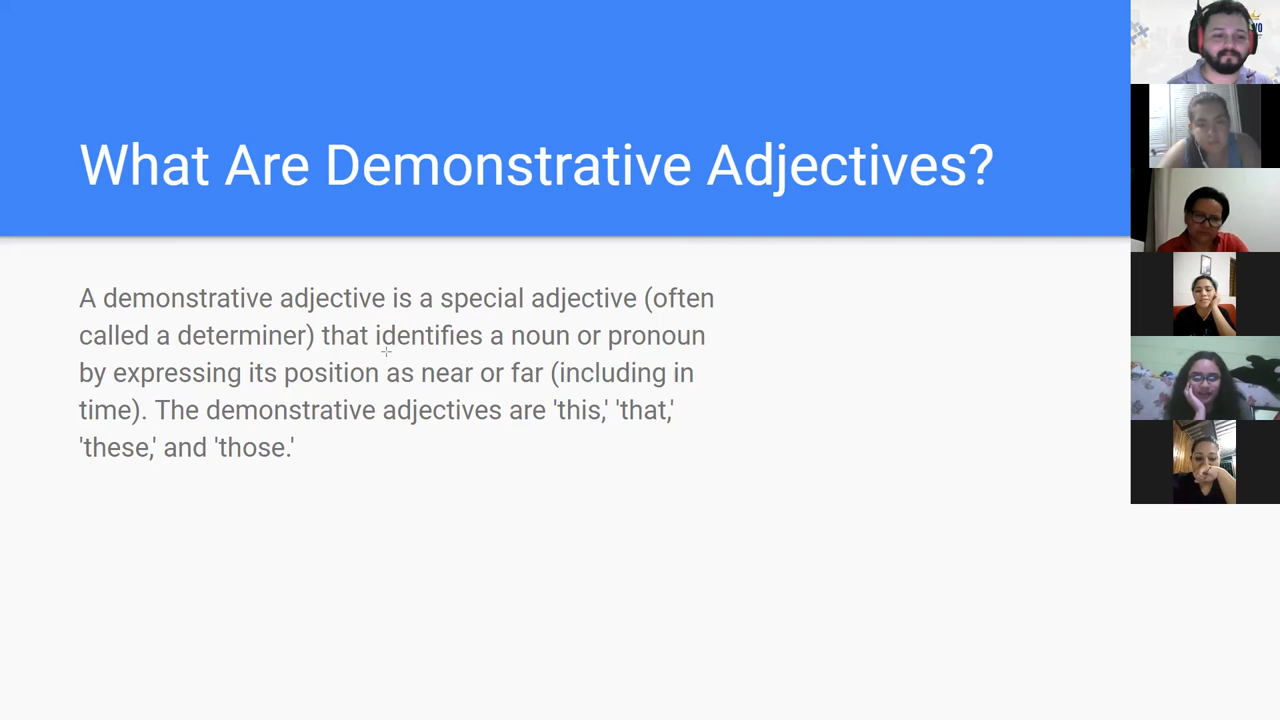 What Are Demonstrative Adjectives?
A demonstrative adjective is a special adjective (often
called a determiner) that identifies a noun or pronoun
by expressing its position as near or far (including in
time). The demonstrative adjectives are 'this,' 'that,'
'these,' and 'those.'